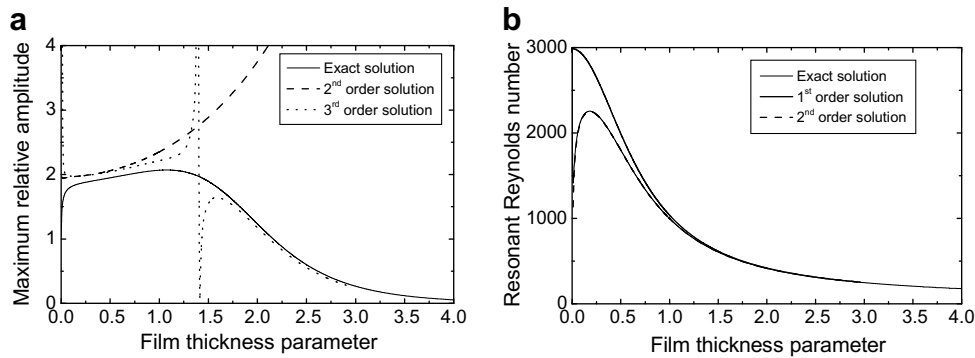 a
Maximum relative amplitude
4
3
2
1
0
Exact solution
2nd order solution
3rd order solution
0.0 0.5 1.0 1.5 2.0 2.5 3.0 3.5 4.0
Film thickness parameter
b
Resonant Reynolds number
3000
2000
1000
0
Exact solution
1st order solution
2nd order solution
0.0 0.5 1.0 1.5 2.0 2.5 3.0 3.5 4.0
Film thickness parameter